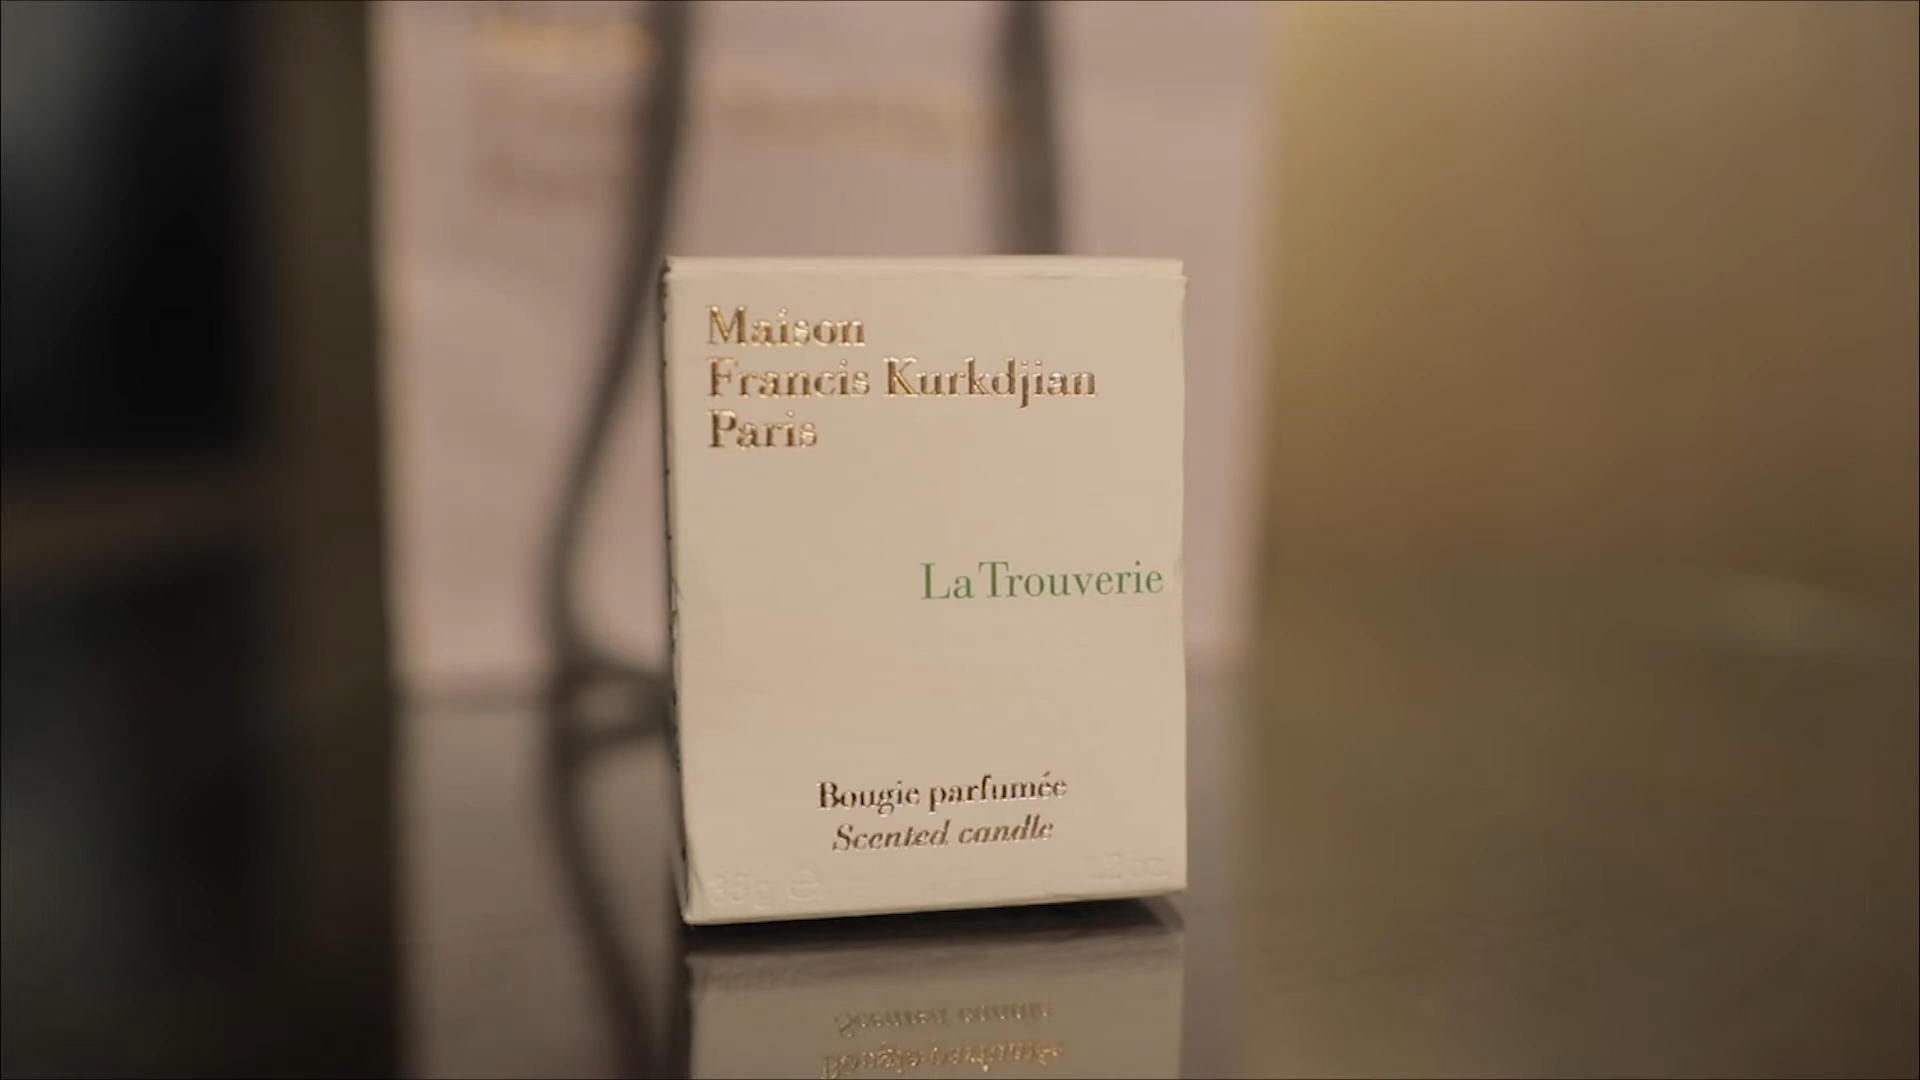 Maison
Francis Kurkdjian
Paris
La Trouverie
Bougie parfumée
Scented candle